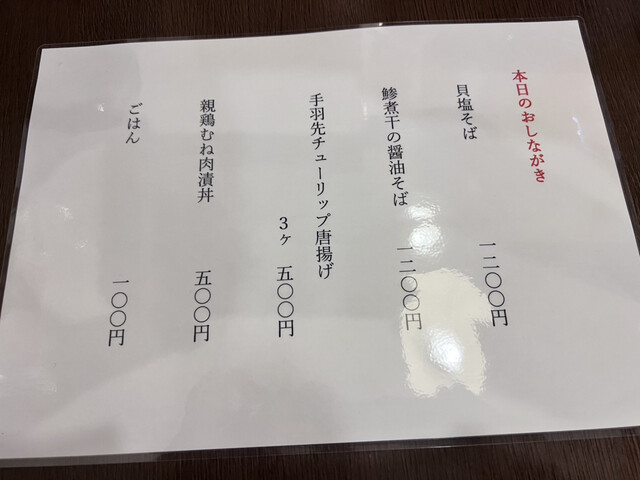 本日のおしながき
貝塩そば
一二〇〇円
鯵煮干の醤油そば
一二〇〇円
手羽先チューリップ唐揚げ
3ヶ 五〇〇円
親鶏むね肉漬丼
五〇〇円
ごはん
一〇〇円